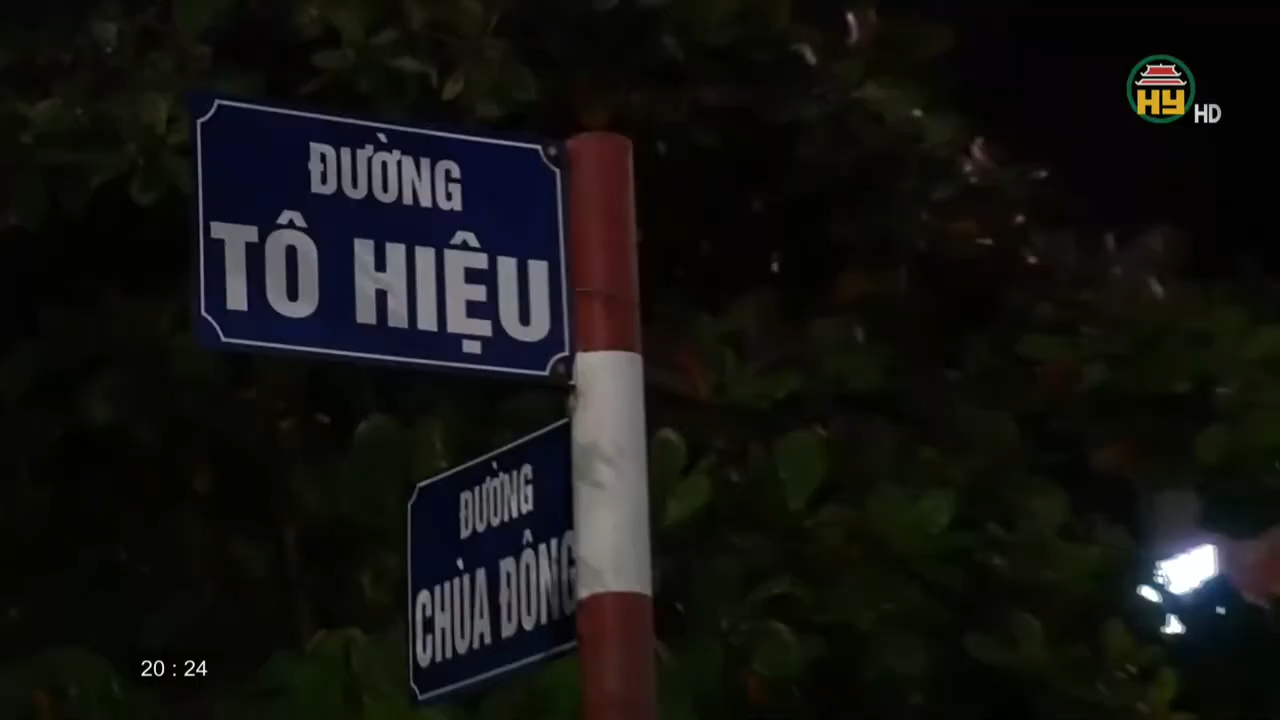 HY HD
ĐƯỜNG
TÔ HIỆU
ĐƯỜNG
CHÙA ĐÔNG
20 : 24